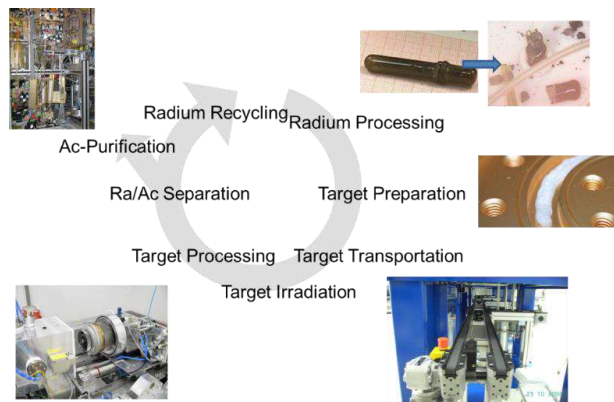 Radium Recycling
Radium Processing
Ac-Purification
Ra/Ac Separation
Target Preparation
Target Processing
Target Transportation
Target Irradiation